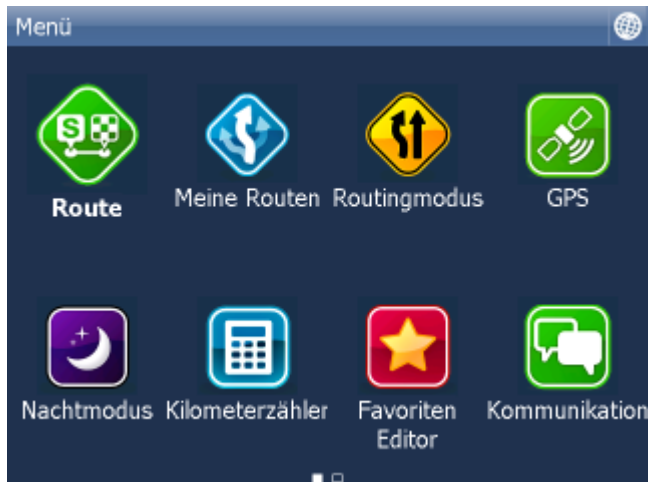 Menü
S
Route
Meine Routen
Routingmodus
GPS
Nachtmodus
Kilometerzähler
Favoriten
Editor
Kommunikation